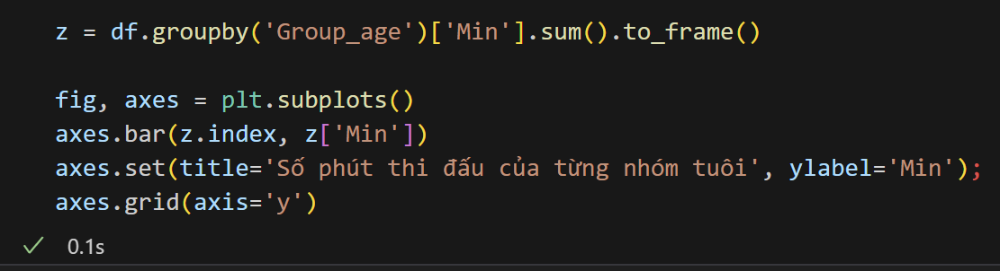 z = df.groupby('Group_age')['Min'].sum().to_frame()
fig, axes = plt.subplots()
axes.bar(z.index, z['Min'])
axes.set(title='Số phút thi đấu của từng nhóm tuôi', ylabel='Min');
axes.grid(axis='y')
0.1s